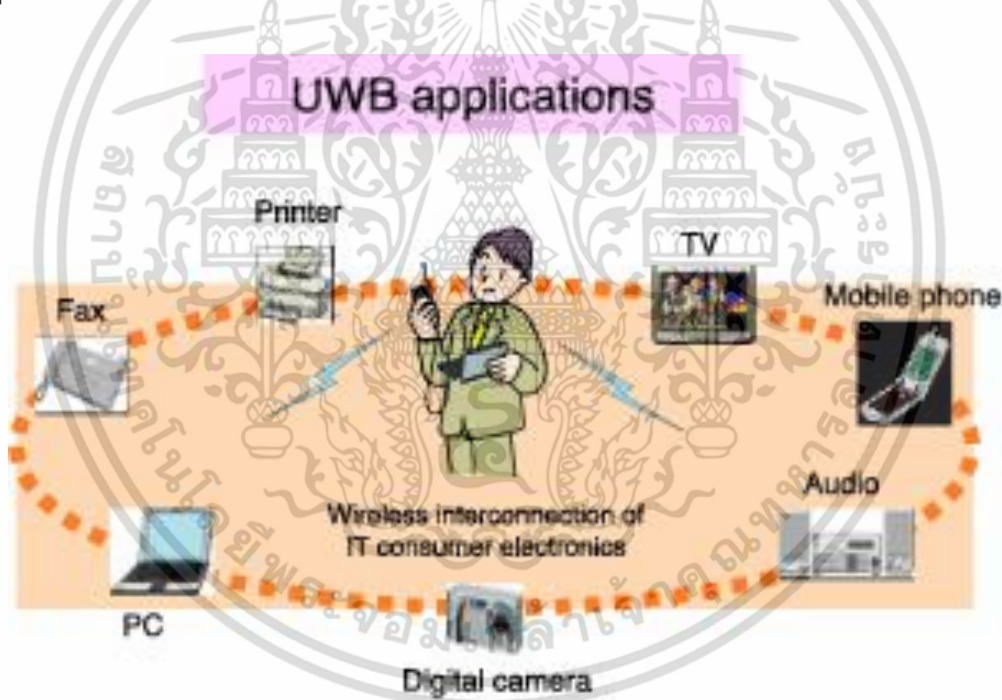 UWB applications
Printer
TV
Fax
Mobile phone
Audio
Wireless interconnection of
IT consumer electronics
PC
Digital camera